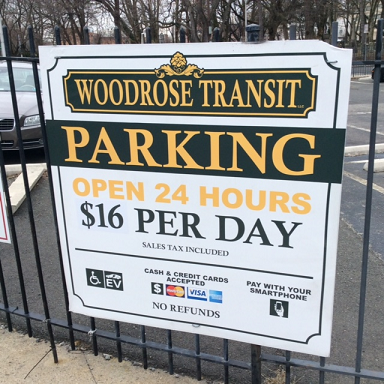 WOODROSE TRANSIT LLC
PARKING
OPEN 24 HOURS
$16 PER DAY
SALES TAX INCLUDED
CASH & CREDIT CARDS
ACCEPTED
PAY WITH YOUR
SMARTPHONE
EV
$
VISA
NO REFUNDS